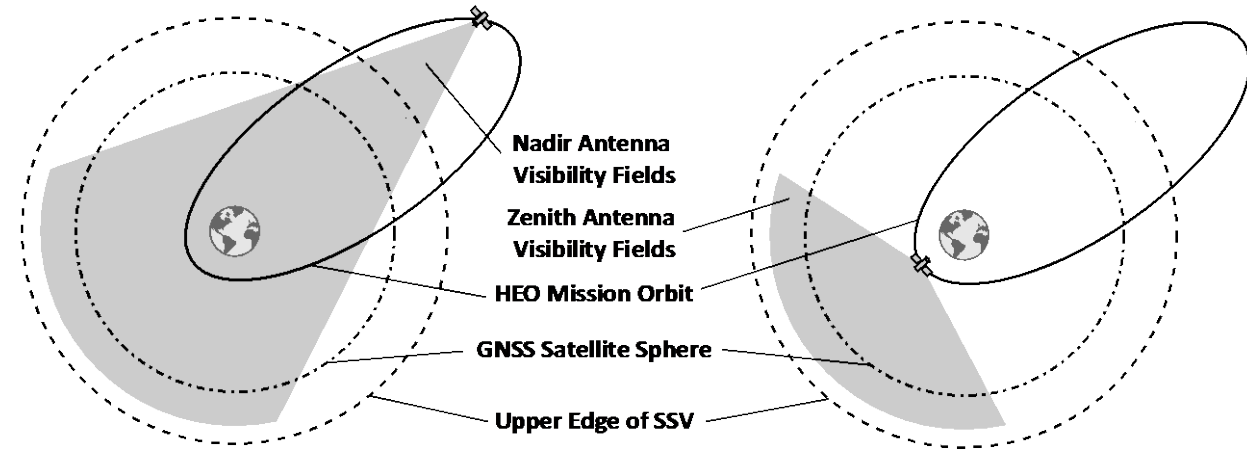 Nadir Antenna
Visibility Fields
Zenith Antenna
Visibility Fields
HEO Mission Orbit
GNSS Satellite Sphere
Upper Edge of SSV